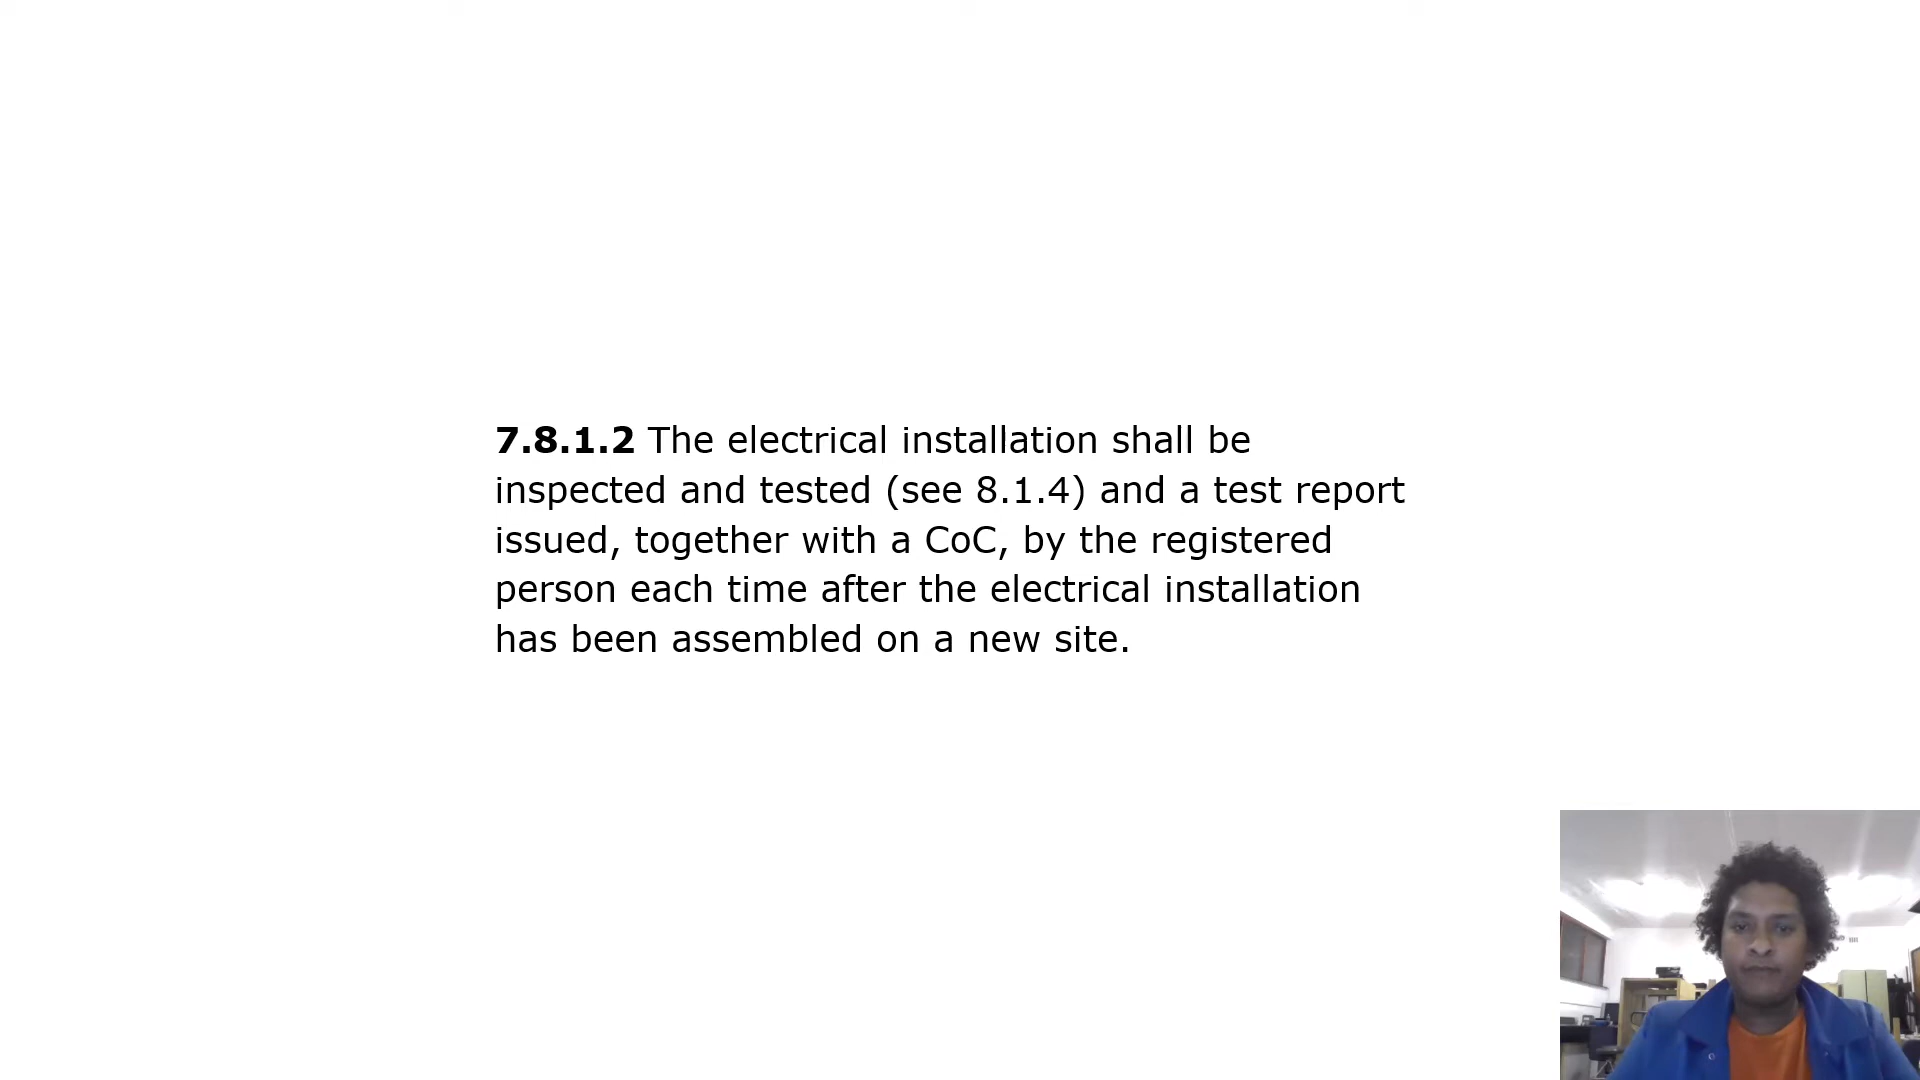 7.8.1.2 The electrical installation shall be
inspected and tested (see 8.1.4) and a test report
issued, together with a CoC, by the registered
person each time after the electrical installation
has been assembled on a new site.